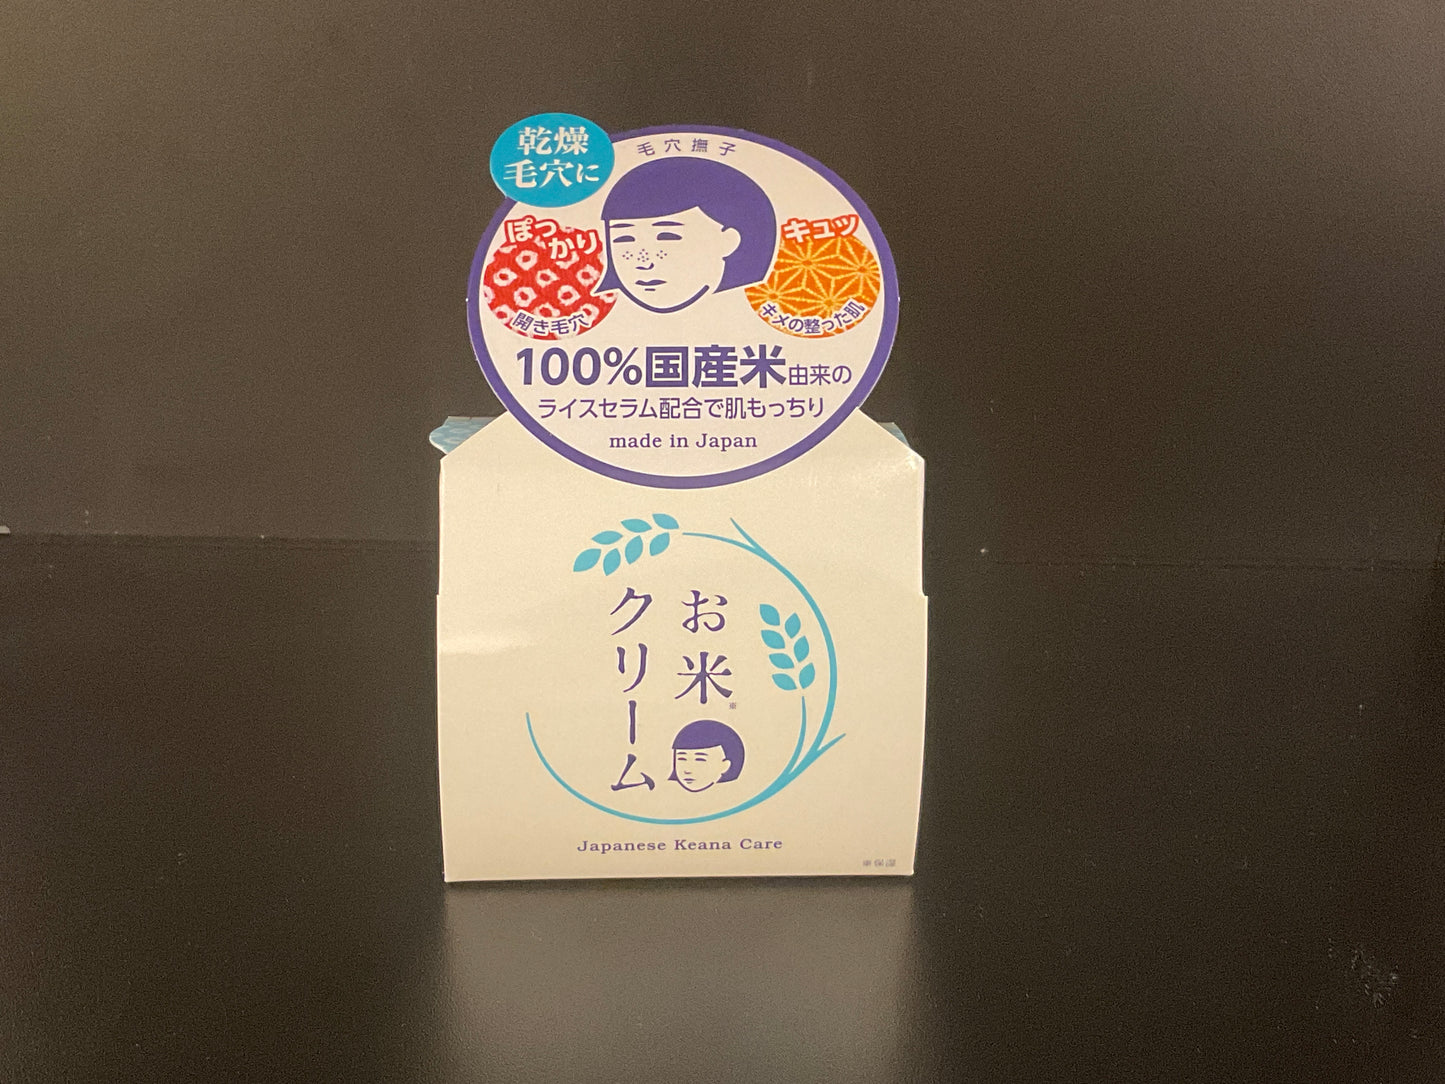 乾燥
毛穴に
毛穴撫子
ぽっかり
開き毛穴
キュッ
キメの整った肌
100%国産米由来の
ライスセラム配合で肌もっちり
made in Japan
お米※
クリーム
Japanese Keana Care
※保湿